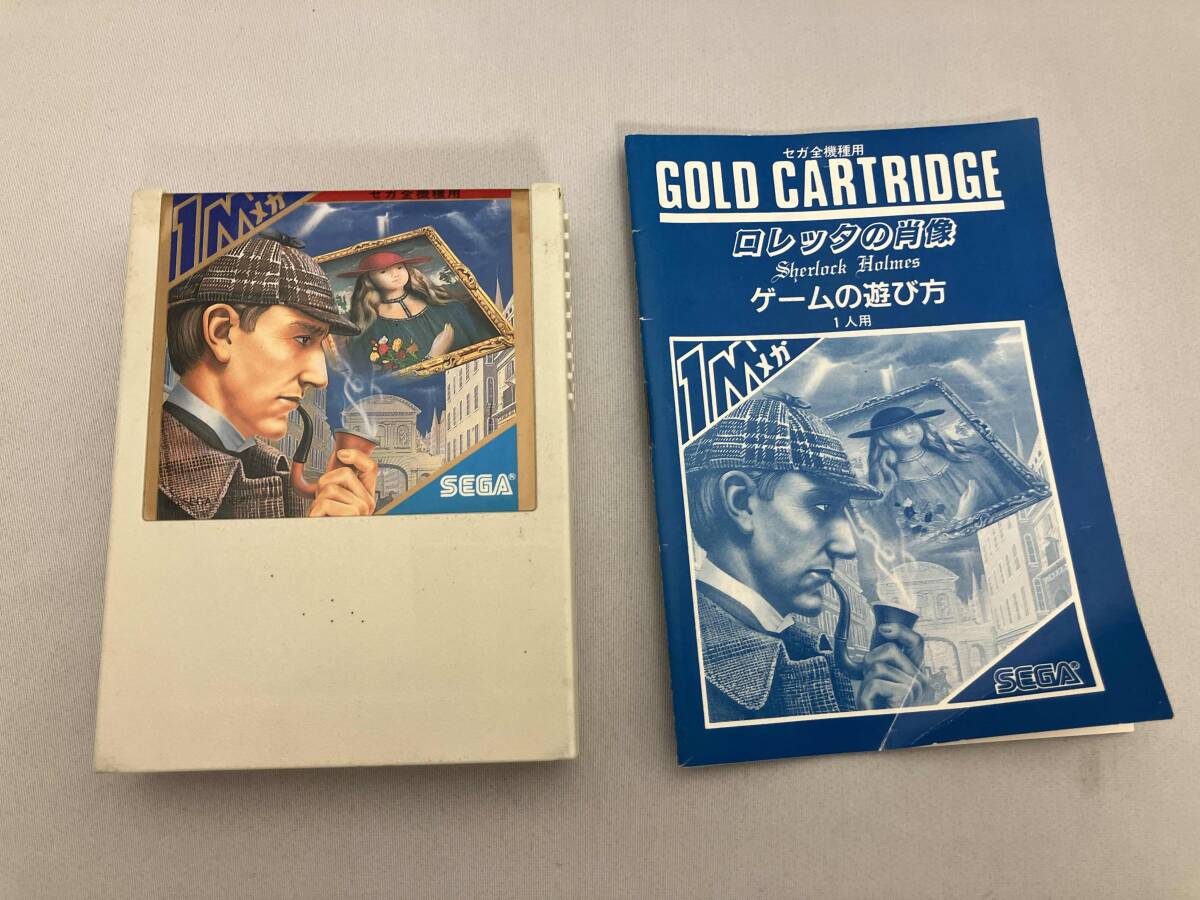 セガ全機種用
1Mメガ
SEGA®
セガ全機種用
GOLD CARTRIDGE
ロレッタの肖像
Sherlock Holmes
ゲームの遊び方
1人用
1Mメガ
SEGA®